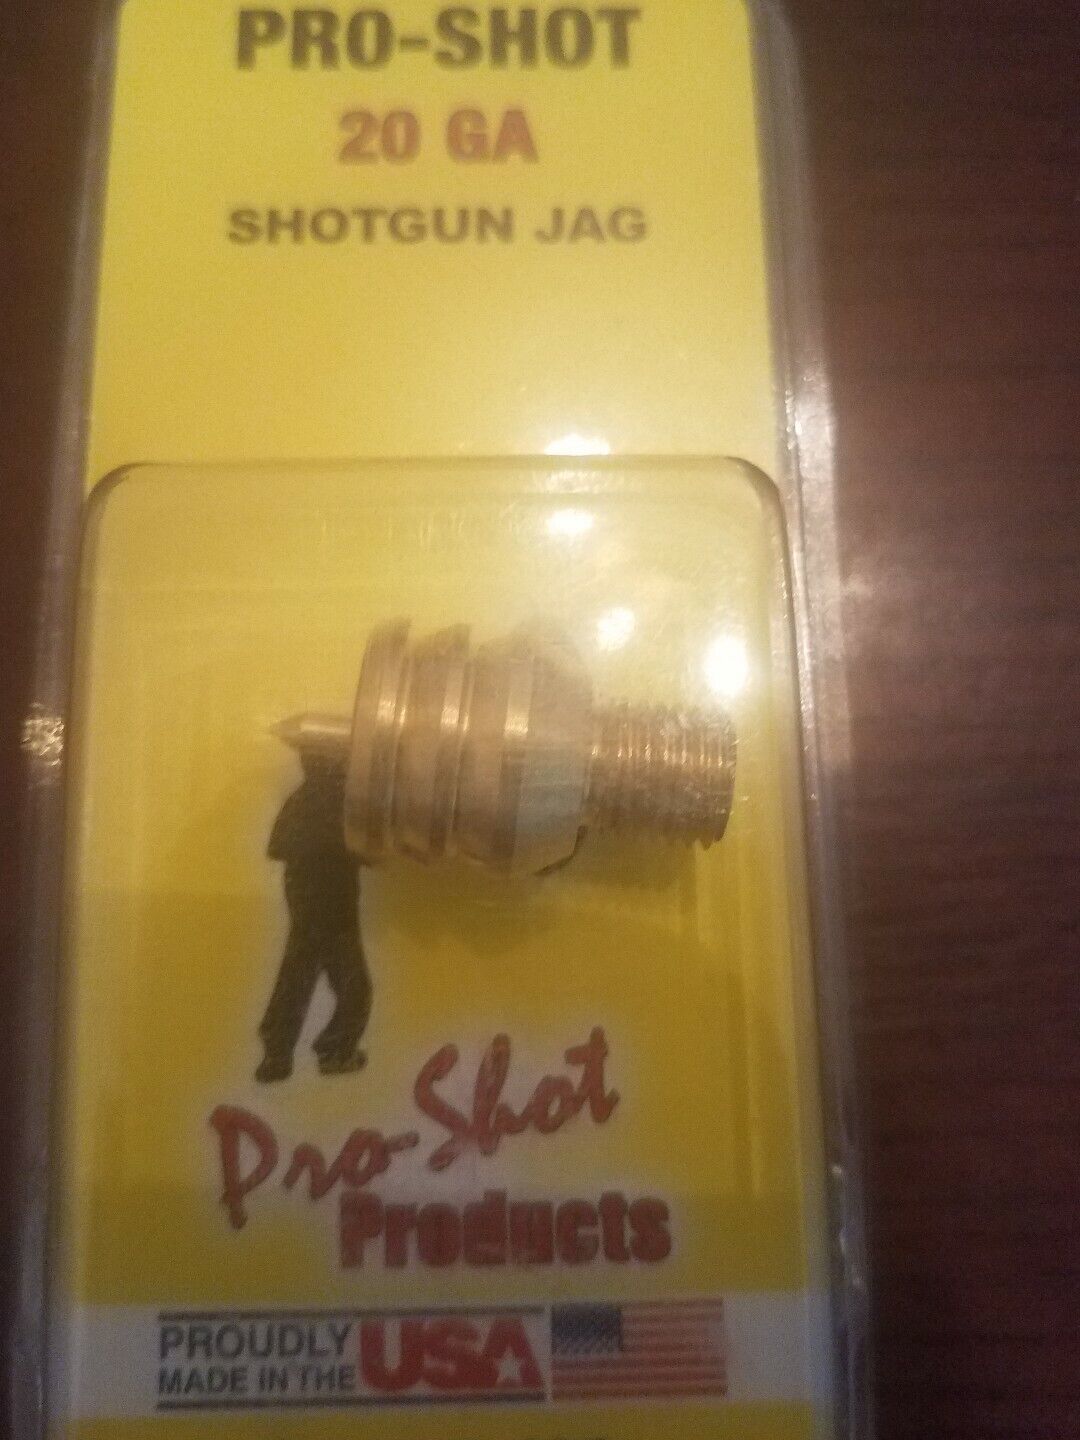 PRO-SHOT
20 GA
SHOTGUN JAG
Pro-Shot
Products
PROUDLY
MADE IN THE
USA